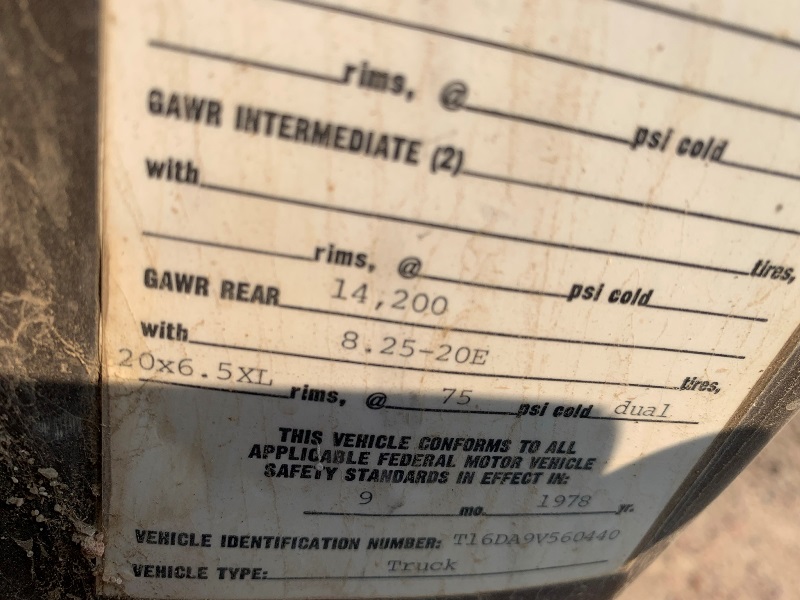 rims, @ psi cold
GAWR INTERMEDIATE (2)
with
tires,
rims, @ psi cold
GAWR REAR 14,200
with 8.25-20E
tires,
20x6.5XL rims, @ 75 psi cold dual
THIS VEHICLE CONFORMS TO ALL
APPLICABLE FEDERAL MOTOR VEHICLE
SAFETY STANDARDS IN EFFECT IN:
9 mo. 1978 yr.
VEHICLE IDENTIFICATION NUMBER: T16DA9V560440
VEHICLE TYPE: Truck